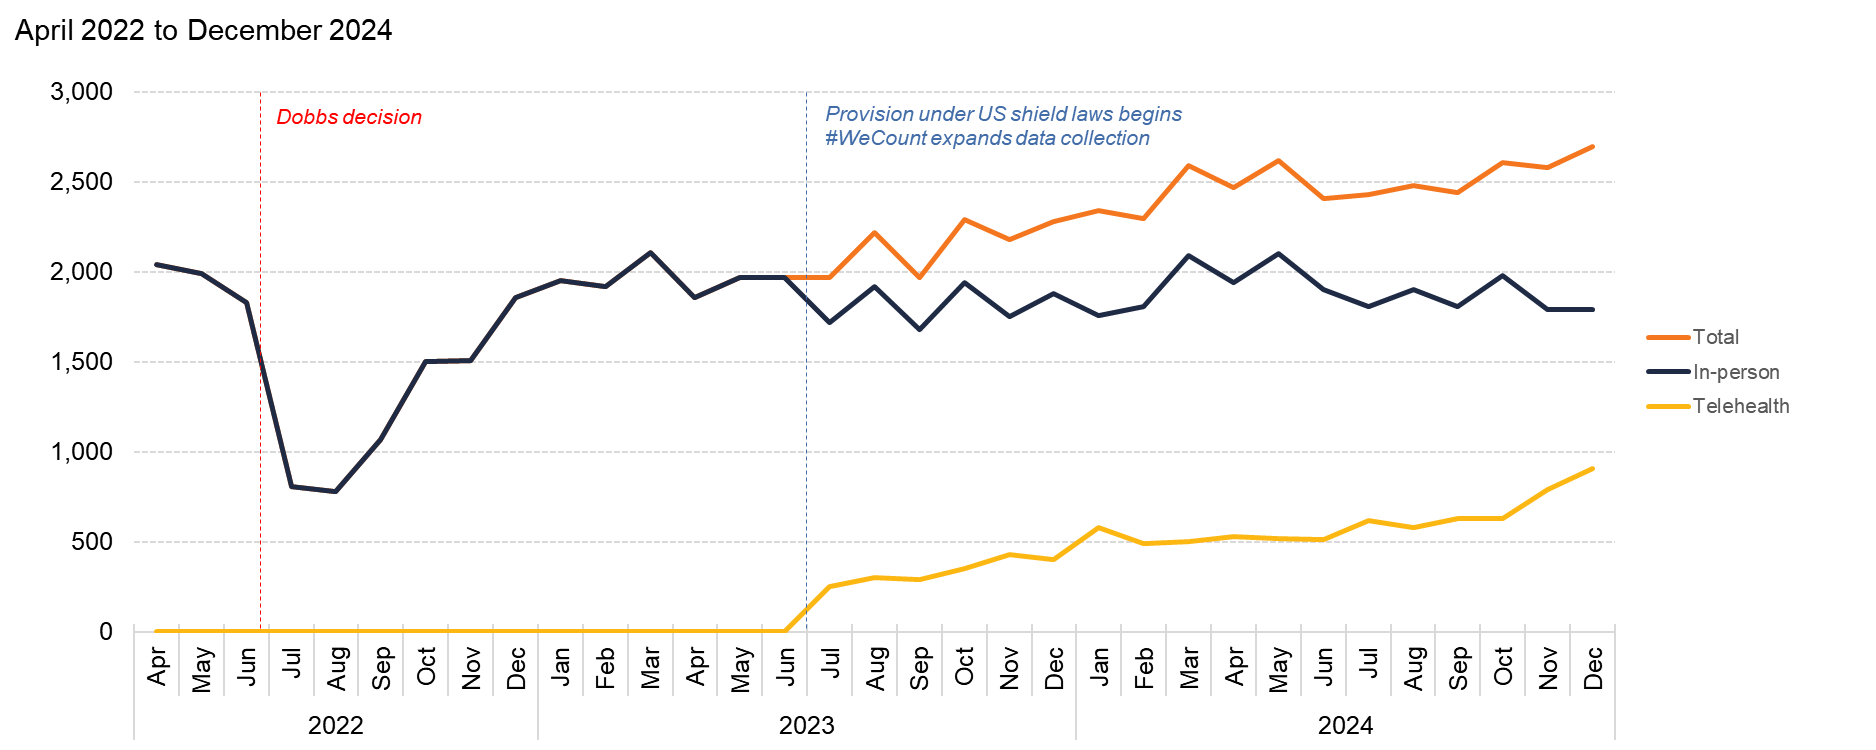 April 2022 to December 2024
3,000
2,500
2,000
1,500
1,000
500
0
Dobbs decision
Provision under US shield laws begins
#WeCount expands data collection
Total
In-person
Telehealth
Apr May Jun Jul Aug Sep Oct Nov Dec Jan Feb Mar Apr May Jun Jul Aug Sep Oct Nov Dec Jan Feb Mar Apr May Jun Jul Aug Sep Oct Nov Dec
2022 2023 2024